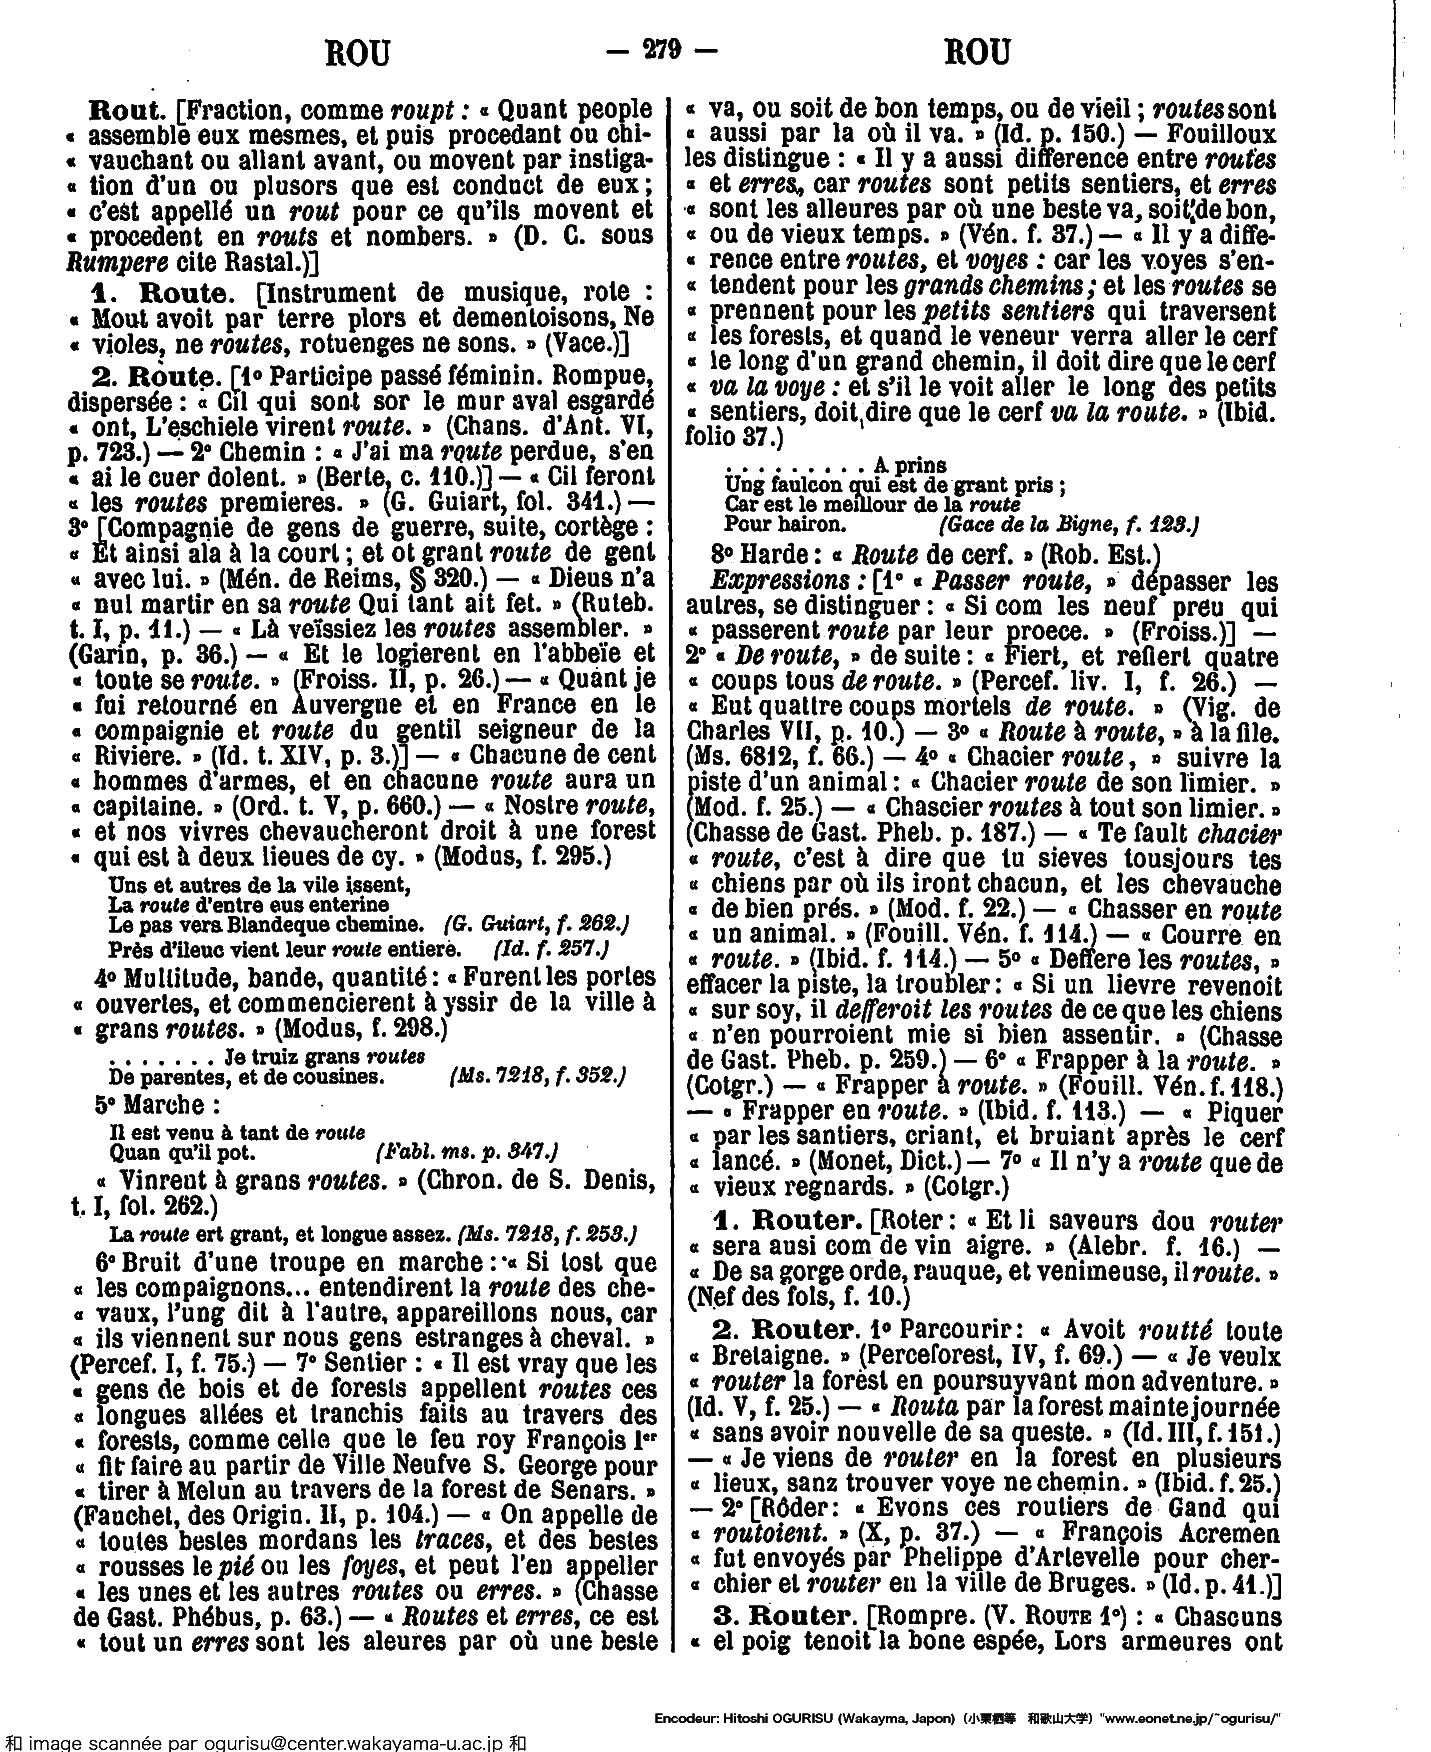 ROU
— 279 —
ROU
Rout. [Fraction, comme roupt : « Quant people
« assemble eux mesmes, et puis procedant ou chi-
« vauchant ou allant avant, ou movent par instiga-
« tion d'un ou plusors que est conduct de eux ;
« c'est appellé un rout pour ce qu'ils movent et
« procedent en routs et nombers. » (D. C. sous
Rumpere cite Rastal.)]
1. Route. [Instrument de musique, rote :
« Mout avoit par terre plors et dementoisons, Ne
« violes, ne routes, rotuenges ne sons. » (Vace.)]
2. Route. [1º Participe passé féminin. Rompue,
dispersée : « Cil qui sont sor le mur aval esgardé
« ont, L'eschiele virent route. » (Chans. d'Ant. VI,
p. 723.) — 2º Chemin : « J'ai ma route perdue, s'en
« ai le cuer dolent. » (Berte, c. 110.)] — « Cil feront
« les routes premieres. » (G. Guiart, fol. 341.) —
3º [Compagnie de gens de guerre, suite, cortège :
« Et ainsi ala à la court ; et ot grant route de gent
« avec lui. » (Mén. de Reims, § 320.) — « Dieus n'a
« nul martir en sa route Qui tant ait fet. » (Ruteb.
t. I, p. 11.) — « Là veïssiez les routes assembler. »
(Garin, p. 36.) — « Et le logierent en l'abbeïe et
« toute se route. » (Froiss. II, p. 26.) — « Quant je
« fui retourné en Auvergne et en France en le
« compaignie et route du gentil seigneur de la
« Riviere. » (Id. t. XIV, p. 3.)] — « Chacune de cent
« hommes d'armes, et en chacune route aura un
« capitaine. » (Ord. t. V, p. 660.) — « Nostre route,
« et nos vivres chevaucheront droit à une forest
« qui est à deux lieues de cy. » (Modus, f. 295.)
Uns et autres de la vile issent,
La route d'entre eus enterine
Le pas vers Blandeque chemine. (G. Guiart, f. 262.)
Près d'ileuc vient leur route entiere. (Id. f. 257.)
4º Multitude, bande, quantité : « Furent les portes
« ouvertes, et commencierent à yssir de la ville à
« grans routes. » (Modus, f. 298.)
. . . . . . . Je truiz grans routes
De parentes, et de cousines. (Ms. 7218, f. 352.)
5º Marche :
Il est venu à tant de route
Quan qu'il pot. (Fabl. ms. p. 347.)
« Vinrent à grans routes. » (Chron. de S. Denis,
t. I, fol. 262.)
La route ert grant, et longue assez. (Ms. 7218, f. 253.)
6º Bruit d'une troupe en marche : « Si tost que
« les compaignons... entendirent la route des che-
« vaux, l'ung dit à l'autre, appareillons nous, car
« ils viennent sur nous gens estranges à cheval. »
(Percef. I, f. 75.) — 7º Sentier : « Il est vray que les
« gens de bois et de forests appellent routes ces
« longues allées et tranchis faits au travers des
« forests, comme celle que le feu roy François Ier
« fit faire au partir de Ville Neufve S. George pour
« tirer à Melun au travers de la forest de Senars. »
(Fauchet, des Origin. II, p. 104.) — « On appelle de
« toutes bestes mordans les traces, et des bestes
« rousses le pié ou les foyes, et peut l'en appeller
« les unes et les autres routes ou erres. » (Chasse
de Gast. Phébus, p. 63.) — « Routes et erres, ce est
« tout un erres sont les aleures par où une beste
« va, ou soit de bon temps, ou de vieil ; routes sont
« aussi par la où il va. » (Id. p. 150.) — Fouilloux
les distingue : « Il y a aussi difference entre routes
« et erres, car routes sont petits sentiers, et erres
« sont les alleures par où une beste va, soit de bon,
« ou de vieux temps. » (Vén. f. 37.) — « Il y a diffe-
« rence entre routes, et voyes : car les voyes s'en-
« tendent pour les grands chemins ; et les routes se
« prennent pour les petits sentiers qui traversent
« les forests, et quand le veneur verra aller le cerf
« le long d'un grand chemin, il doit dire que le cerf
« va la voye : et s'il le voit aller le long des petits
« sentiers, doit dire que le cerf va la route. » (Ibid.
folio 37.)
. . . . . . . . . A prins
Ung faulcon qui est de grant pris ;
Car est le meillour de la route
Pour hairon. (Gace de la Bigne, f. 123.)
8º Harde : « Route de cerf. » (Rob. Est.)
Expressions : [1º « Passer route, » dépasser les
autres, se distinguer : « Si com les neuf preu qui
« passerent route par leur proece. » (Froiss.)] —
2º « De route, » de suite : « Fiert, et refiert quatre
« coups tous de route. » (Percef. liv. I, f. 26.) —
« Eut quattre coups mortels de route. » (Vig. de
Charles VII, p. 10.) — 3º « Route à route, » à la file.
(Ms. 6812, f. 66.) — 4º « Chacier route, » suivre la
piste d'un animal : « Chacier route de son limier. »
(Mod. f. 25.) — « Chascier routes à tout son limier. »
(Chasse de Gast. Pheb. p. 187.) — « Te fault chacier
« route, c'est à dire que tu sieves tousjours tes
« chiens par où ils iront chacun, et les chevauche
« de bien prés. » (Mod. f. 22.) — « Chasser en route
« un animal. » (Fouill. Vén. f. 114.) — « Courre en
« route. » (Ibid. f. 114.) — 5º « Deffere les routes, »
effacer la piste, la troubler : « Si un lievre revenoit
« sur soy, il defferoit les routes de ce que les chiens
« n'en pourroient mie si bien assentir. » (Chasse
de Gast. Pheb. p. 259.) — 6º « Frapper à la route. »
(Cotgr.) — « Frapper à route. » (Fouill. Vén. f. 118.)
— « Frapper en route. » (Ibid. f. 113.) — « Piquer
« par les santiers, criant, et bruiant après le cerf
« lancé. » (Monet, Dict.) — 7º « Il n'y a route que de
« vieux regnards. » (Cotgr.)
1. Router. [Roter : « Et li saveurs dou router
« sera ausi com de vin aigre. » (Alebr. f. 16.) —
« De sa gorge orde, rauque, et venimeuse, il route. »
(Nef des fols, f. 10.)
2. Router. 1º Parcourir : « Avoit routté toute
« Bretaigne. » (Perceforest, IV, f. 69.) — « Je veulx
« router la forest en poursuyvant mon adventure. »
(Id. V, f. 25.) — « Routa par la forest mainte journée
« sans avoir nouvelle de sa queste. » (Id. III, f. 151.)
— « Je viens de router en la forest en plusieurs
« lieux, sanz trouver voye ne chemin. » (Ibid. f. 25.)
— 2º [Rôder : « Evons ces routiers de Gand qui
« routoient. » (X, p. 37.) — « François Acremen
« fut envoyés par Phelippe d'Artevelle pour cher-
« chier et router en la ville de Bruges. » (Id. p. 41.)]
3. Router. [Rompre. (V. ROUTE 1º) : « Chascuns
« el poig tenoit la bone espée, Lors armeures ont
Encodeur: Hitoshi OGURISU (Wakayma, Japon) (小栗栖等 和歌山大学) "www.eonet.ne.jp/~ogurisu/"
和 image scannée par ogurisu@center.wakayama-u.ac.jp 和